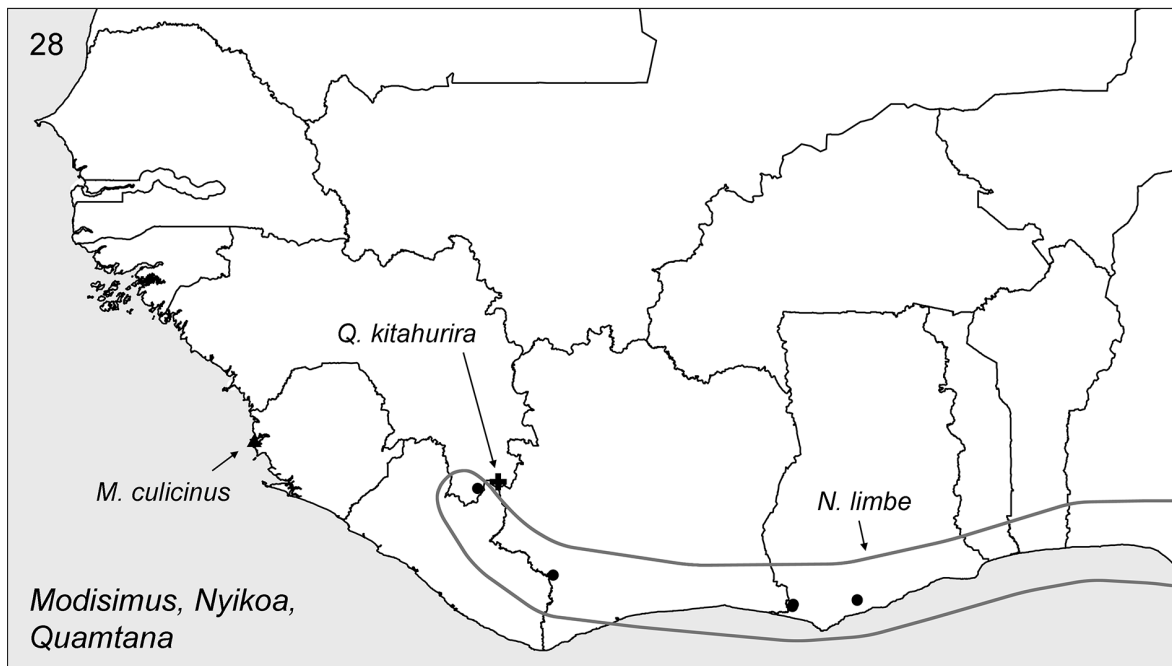 28
Q. kitahurira
M. culicinus
N. limbe
Modisimus, Nyikoa,
Quamtana